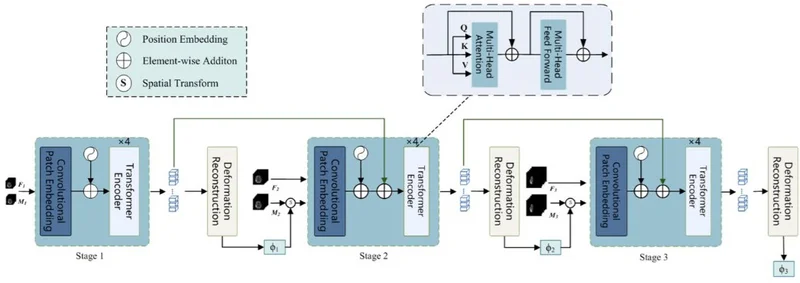 Position Embedding
Element-wise Additon
S
Spatial Transform
Q
K
V
Multi-Head
Attention
Multi-Head
Feed Forward
F1
M1
Convolutional
Patch Embedding
×4
Transformer
Encoder
Stage 1
Deformation
Reconstruction
ϕ1
F2
M2
S
Convolutional
Patch Embedding
×4
Transformer
Encoder
Stage 2
Deformation
Reconstruction
ϕ2
F3
M3
S
Convolutional
Patch Embedding
×4
Transformer
Encoder
Stage 3
Deformation
Reconstruction
ϕ3